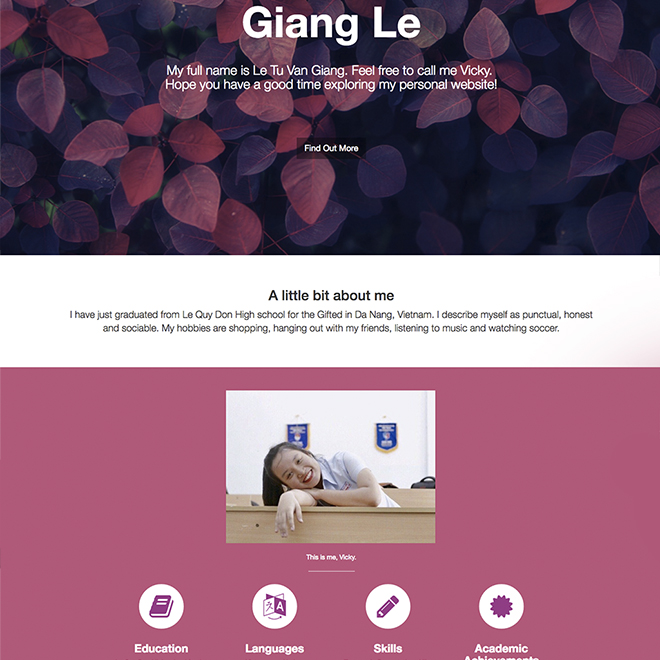 Giang Le
My full name is Le Tu Van Giang. Feel free to call me Vicky.
Hope you have a good time exploring my personal website!
Find Out More
A little bit about me
I have just graduated from Le Quy Don High school for the Gifted in Da Nang, Vietnam. I describe myself as punctual, honest
and sociable. My hobbies are shopping, hanging out with my friends, listening to music and watching soccer.
This is me, Vicky.
Education
Languages
Skills
Academic
Achievements